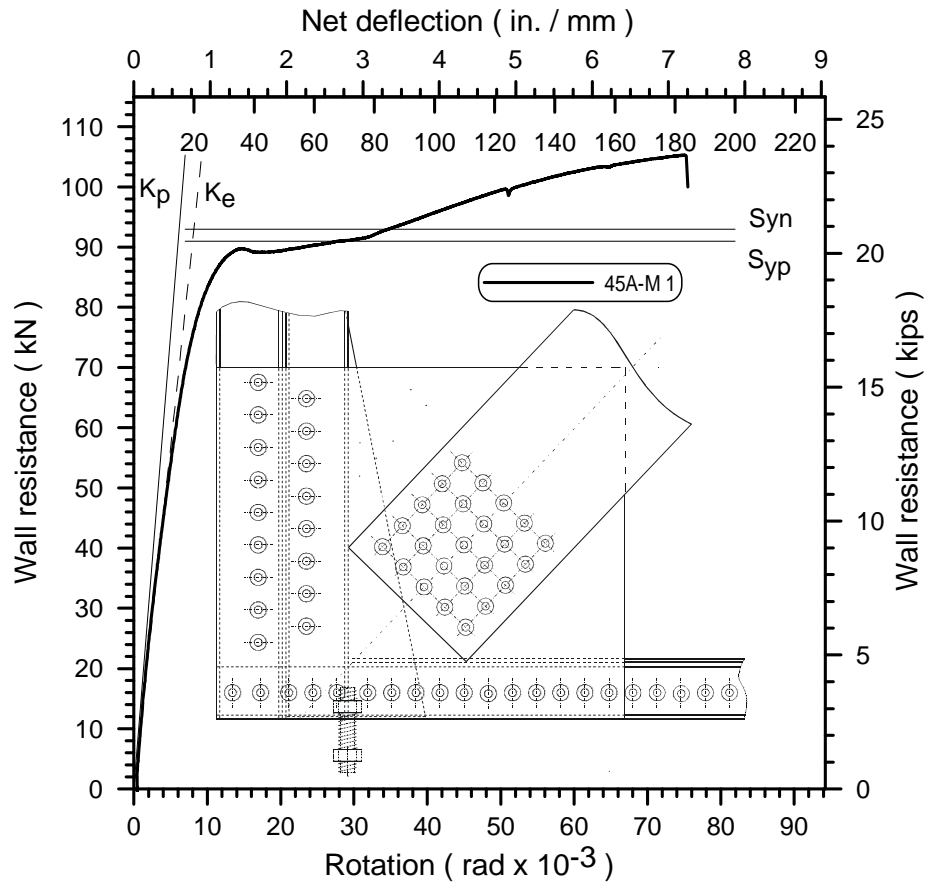 Net deflection ( in. / mm )
0 1 2 3 4 5 6 7 8 9
20 40 60 80 100 120 140 160 180 200 220
110
100
90
80
70
60
50
40
30
20
10
0
Wall resistance ( kN )
Kp
Ke
Syn
Syp
45A-M 1
25
20
15
10
5
0
Wall resistance ( kips )
0 10 20 30 40 50 60 70 80 90
Rotation ( rad x 10-3 )